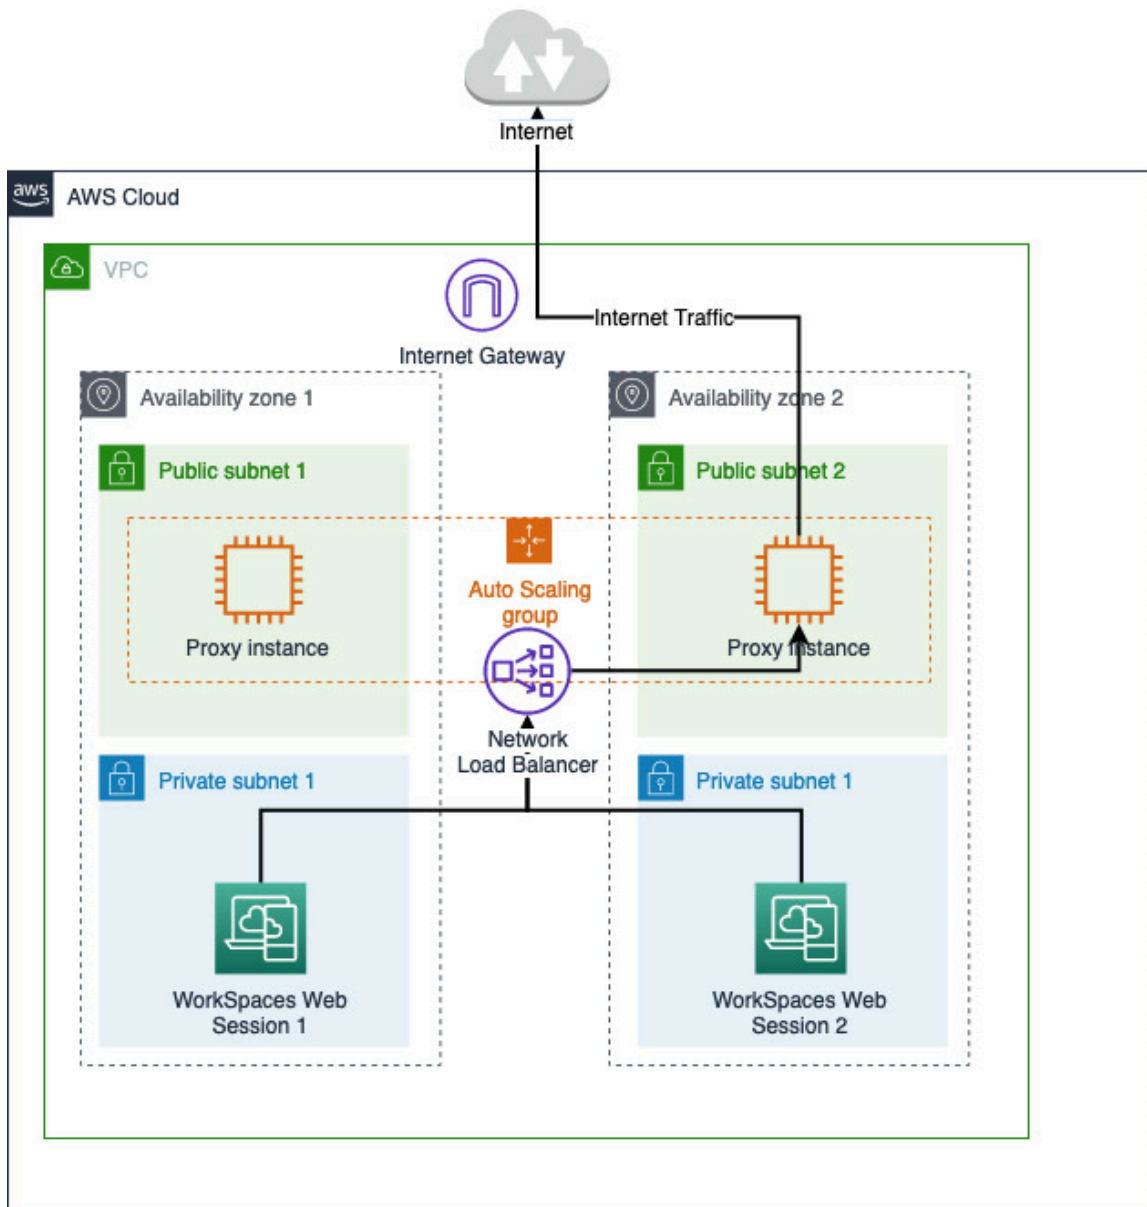 Internet
aws
AWS Cloud
VPC
Internet Traffic
Internet Gateway
Availability zone 1
Availability zone 2
Public subnet 1
Public subnet 2
Auto Scaling
group
Proxy instance
Proxy instance
Network
Load Balancer
Private subnet 1
Private subnet 1
WorkSpaces Web
Session 1
WorkSpaces Web
Session 2